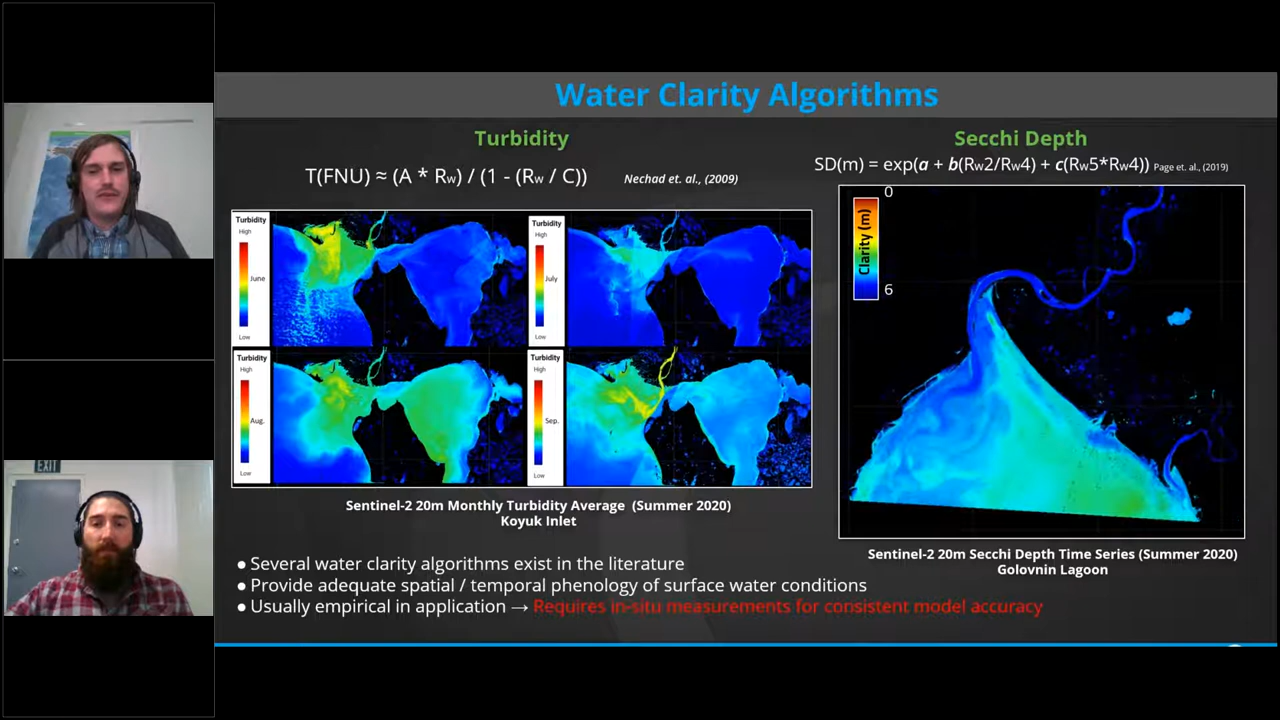 Water Clarity Algorithms
Turbidity
T(FNU) ≈ (A * Rw) / (1 - (Rw / C))
Nechad et. al., (2009)
Turbidity
High
June
Low
Turbidity
High
July
Low
Turbidity
High
Aug.
Low
Turbidity
High
Sep.
Low
Sentinel-2 20m Monthly Turbidity Average (Summer 2020)
Koyuk Inlet
Secchi Depth
SD(m) = exp(a + b(Rw2/Rw4) + c(Rw5*Rw4)) Page et. al., (2019)
0
Clarity (m)
6
Sentinel-2 20m Secchi Depth Time Series (Summer 2020)
Golovnin Lagoon
● Several water clarity algorithms exist in the literature
● Provide adequate spatial / temporal phenology of surface water conditions
● Usually empirical in application → Requires in-situ measurements for consistent model accuracy
EXIT